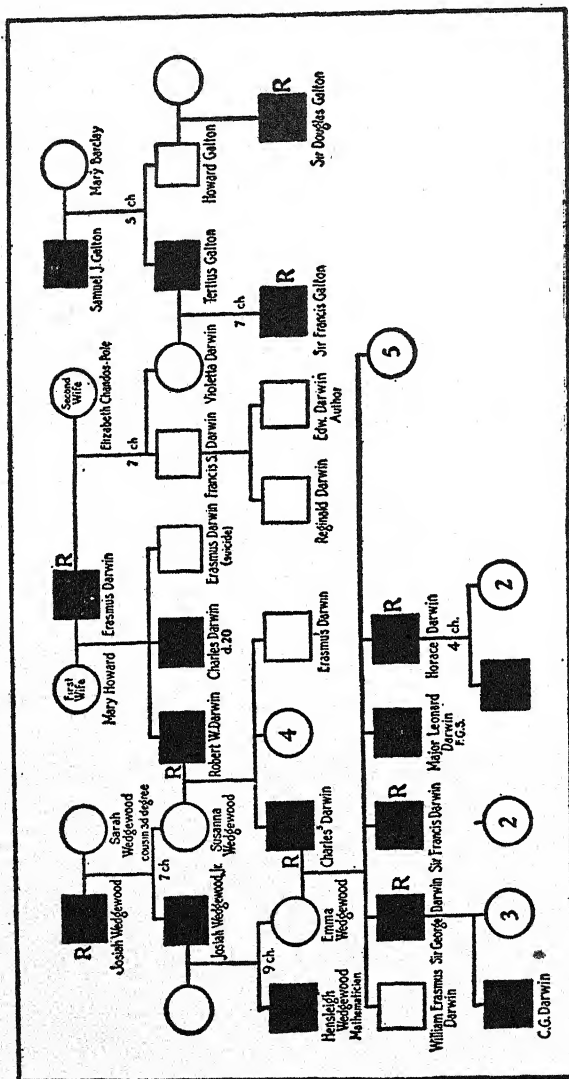 First
Wife
Mary Howard
R
Erasmus Darwin
Second
Wife
Elizabeth Chandos-Pole
7 ch
Samuel J. Galton
Mary Barclay
5 ch
R
Josiah Wedgewood
Sarah
Wedgewood
cousin 3d degree
7 ch
Josiah Wedgewood, Jr.
Susanna
Wedgewood
R
Robert W. Darwin
Charles Darwin
d.20
Erasmus Darwin
(suicide)
Francis S. Darwin
Violetta Darwin
Tertius Galton
Howard Galton
7 ch
R
Sir Francis Galton
R
Sir Douglas Galton
Reginald Darwin
Edw. Darwin
Author
9 ch.
Hensleigh
Wedgewood
Mathematician
Emma
Wedgewood
R
Charles Darwin
4
Erasmus Darwin
William Erasmus
Darwin
R
Sir George Darwin
R
Sir Francis Darwin
Major Leonard
Darwin
F.G.S.
R
Horace Darwin
4 ch.
5
C.G. Darwin
3
2
2